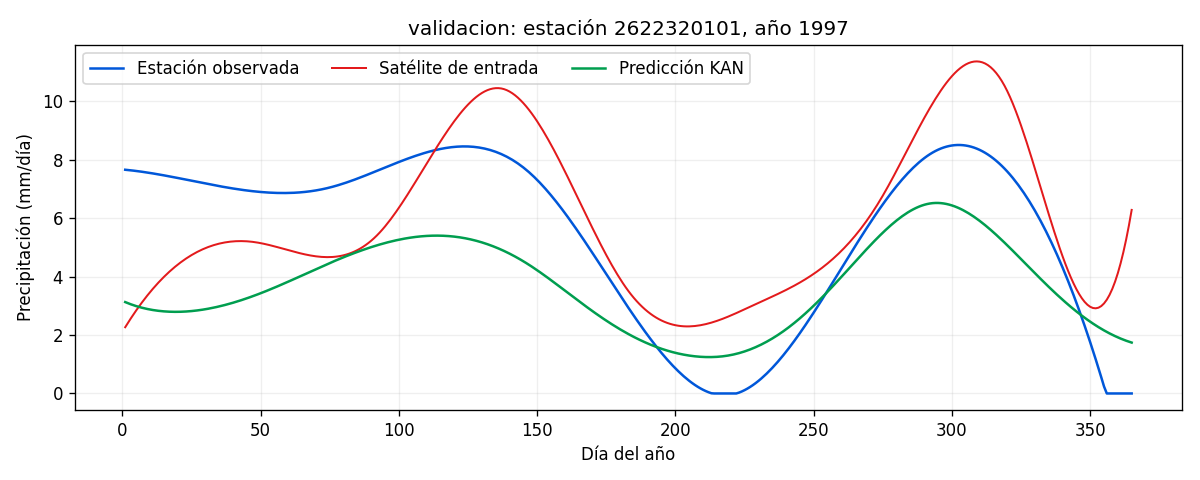 validacion: estación 2622320101, año 1997
Estación observada
Satélite de entrada
Predicción KAN
Precipitación (mm/día)
10
8
6
4
2
0
0 50 100 150 200 250 300 350
Día del año